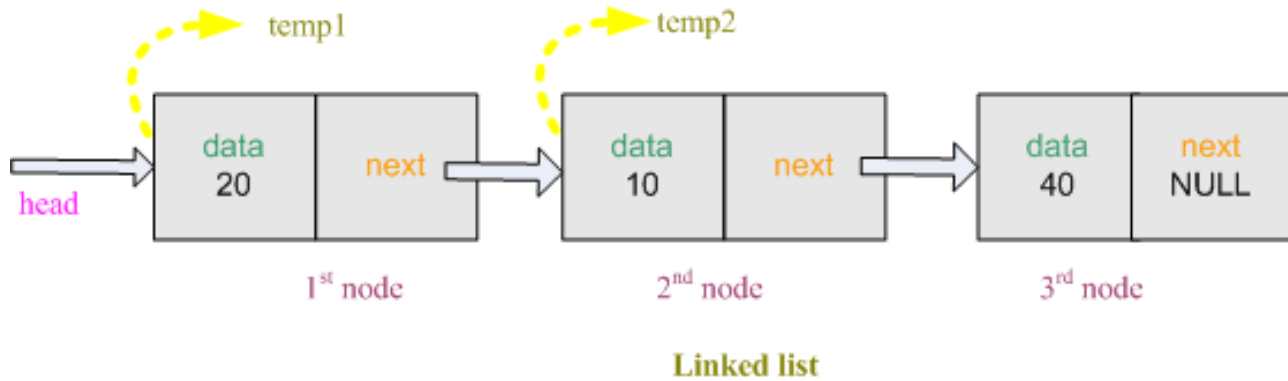 temp1
temp2
head
data
20
next
data
10
next
data
40
next
NULL
1st node
2nd node
3rd node
Linked list